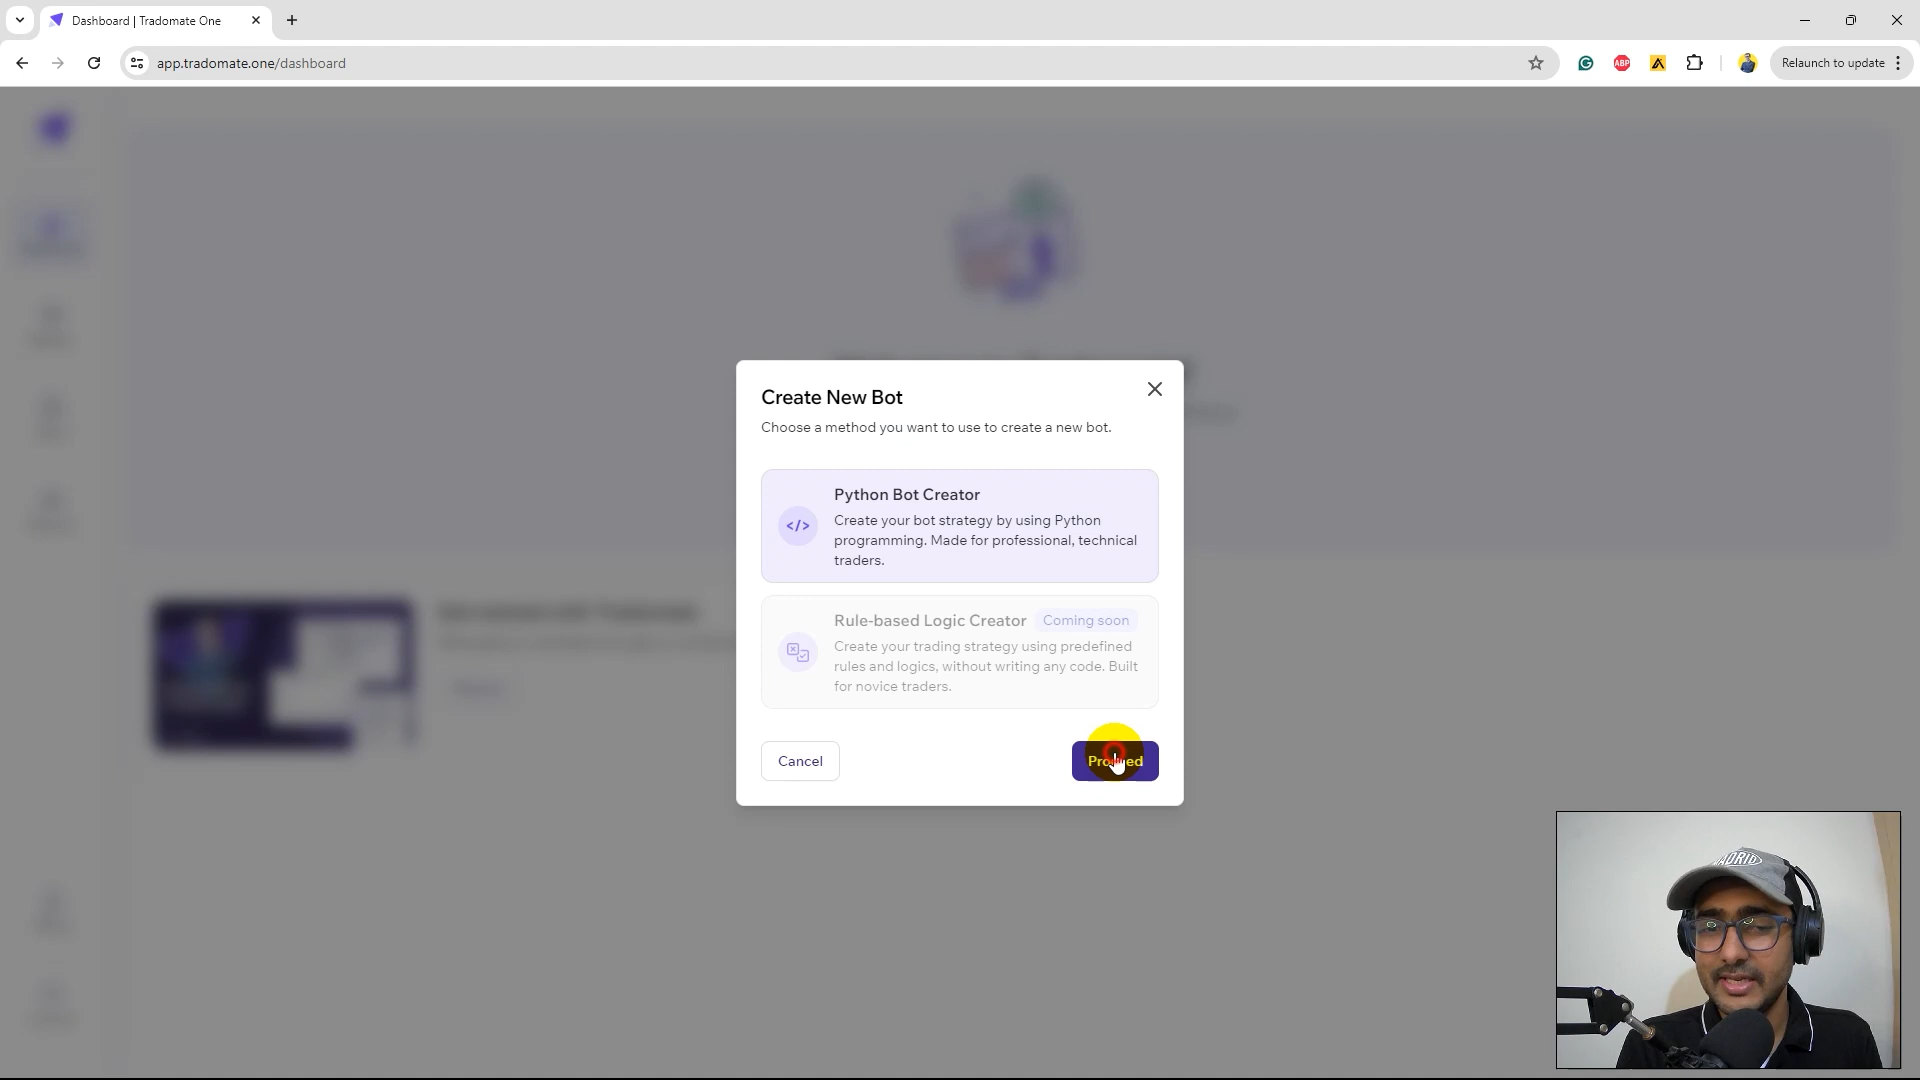 Dashboard | Tradomate One
app.tradomate.one/dashboard
ABP
Relaunch to update
Create New Bot
Choose a method you want to use to create a new bot.
Python Bot Creator
</>
Create your bot strategy by using Python
programming. Made for professional, technical
traders.
Rule-based Logic Creator Coming soon
Create your trading strategy using predefined
rules and logics, without writing any code. Built
for novice traders.
Cancel
Proceed
MADRID